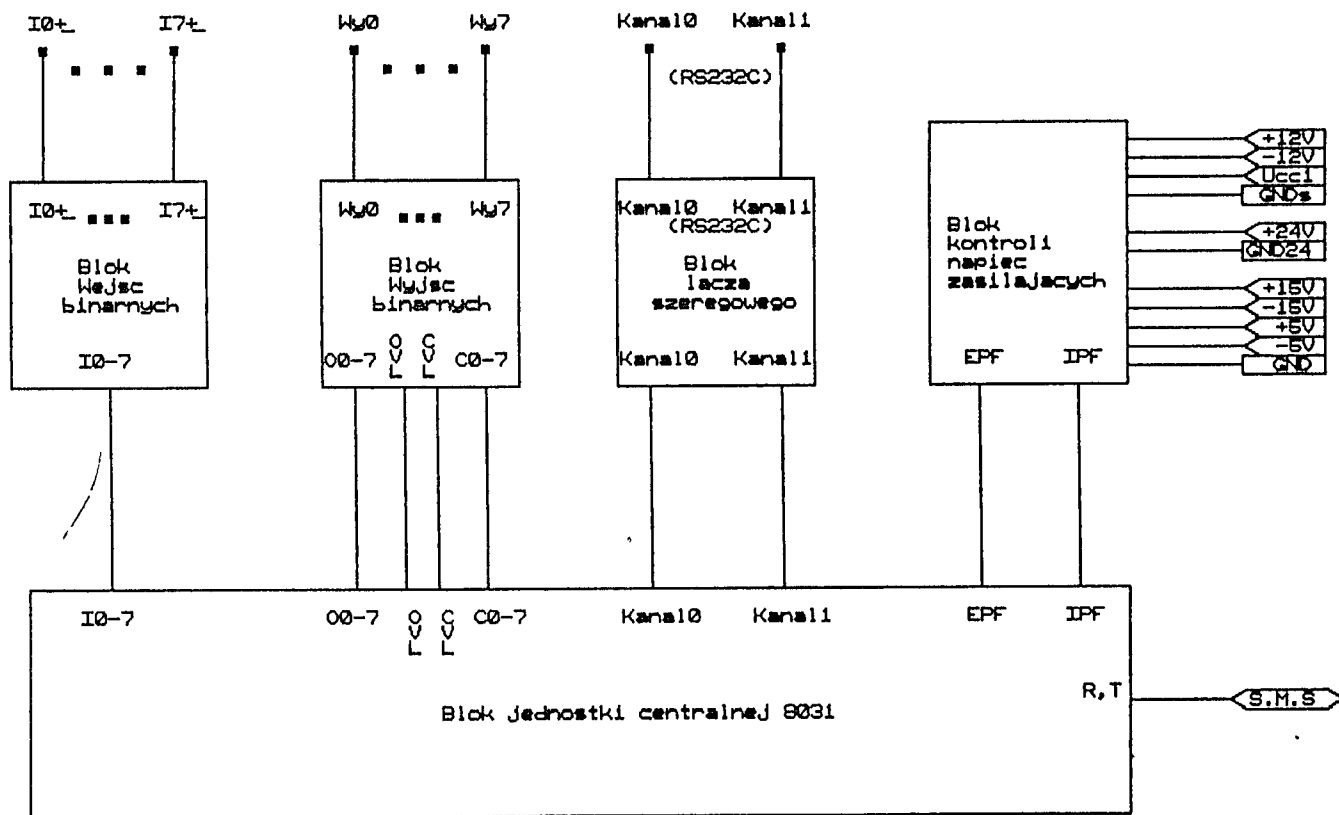 I0+_ I7+_ Wy0 Wy7 Kanal0 Kanal1
(RS232C)
I0+_ I7+_
Blok
Wejsc
binarnych
I0-7
Wy0 Wy7
Blok
Wyjsc
binarnych
O0-7 OVL CVL C0-7
Kanal0 Kanal1
(RS232C)
Blok
lacza
szeregowego
Kanal0 Kanal1
Blok
kontroli
napiec
zasilajacych
EPF IPF
+12V
-12V
Ucc1
GNDs
+24V
GND24
+15V
-15V
+5V
-5V
GND
I0-7 O0-7 OVL CVL C0-7 Kanal0 Kanal1 EPF IPF
R,T
S.M.S
Blok jednostki centralnej 8031